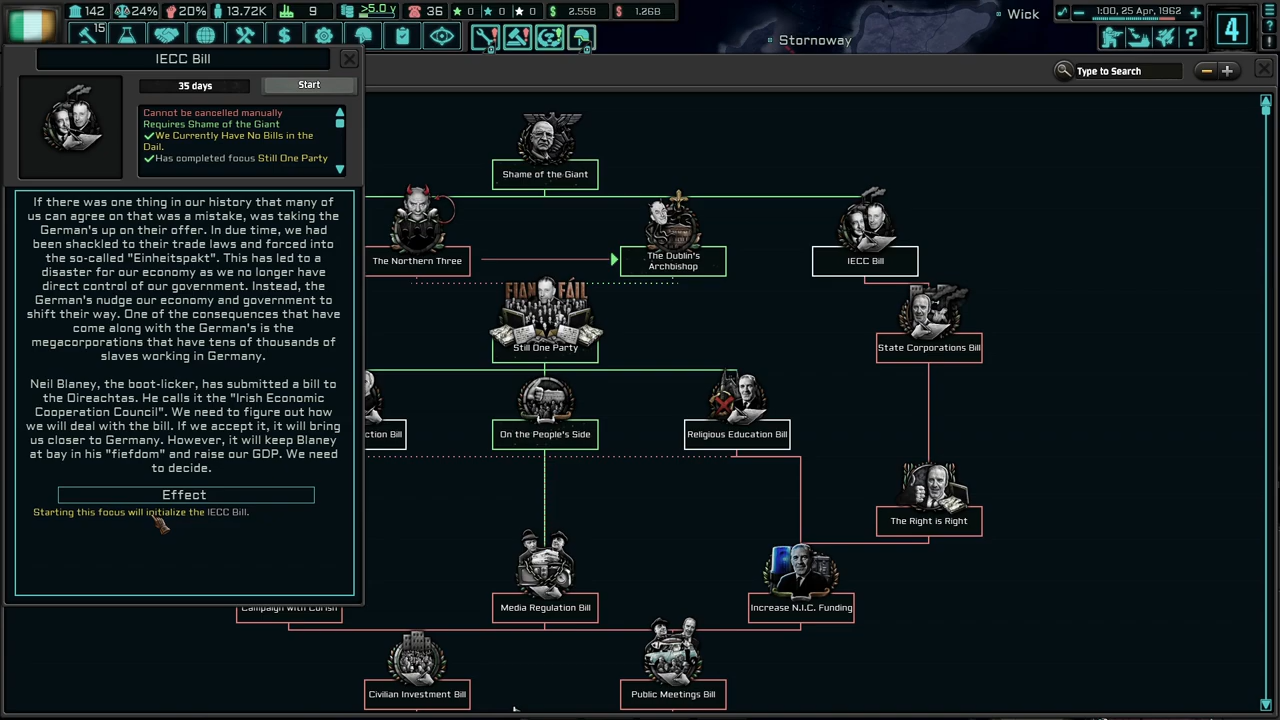 142
24%
20%
13.72K
9
>5.0 y
36
0
0
0
2.55B
1.26B
Wick
1:00, 25 Apr, 1962
4
15
Stornoway
IECC Bill
35 days
Start
Cannot be cancelled manually
Requires Shame of the Giant
We Currently Have No Bills in the
Dail.
Has completed focus Still One Party
Type to Search
If there was one thing in our history that many of
us can agree on that was a mistake, was taking the
German's up on their offer. In due time, we had
been shackled to their trade laws and forced into
the so-called "Einheitspakt". This has led to a
disaster for our economy as we no longer have
direct control of our government. Instead, the
German's nudge our economy and government to
shift their way. One of the consequences that have
come along with the German's is the
megacorporations that have tens of thousands of
slaves working in Germany.
Neil Blaney, the boot-licker, has submitted a bill to
the Oireachtas. He calls it the "Irish Economic
Cooperation Council". We need to figure out how
we will deal with the bill. If we accept it, it will bring
us closer to Germany. However, it will keep Blaney
at bay in his "fiefdom" and raise our GDP. We need
to decide.
Effect
Starting this focus will initialize the IECC Bill.
Shame of the Giant
The Northern Three
The Dublin's
Archbishop
IECC Bill
FIAN FÁIL
Still One Party
State Corporations Bill
ction Bill
On the People's Side
Religious Education Bill
The Right is Right
Campaign with Corish
Media Regulation Bill
Increase N.I.C. Funding
Civilian Investment Bill
Public Meetings Bill